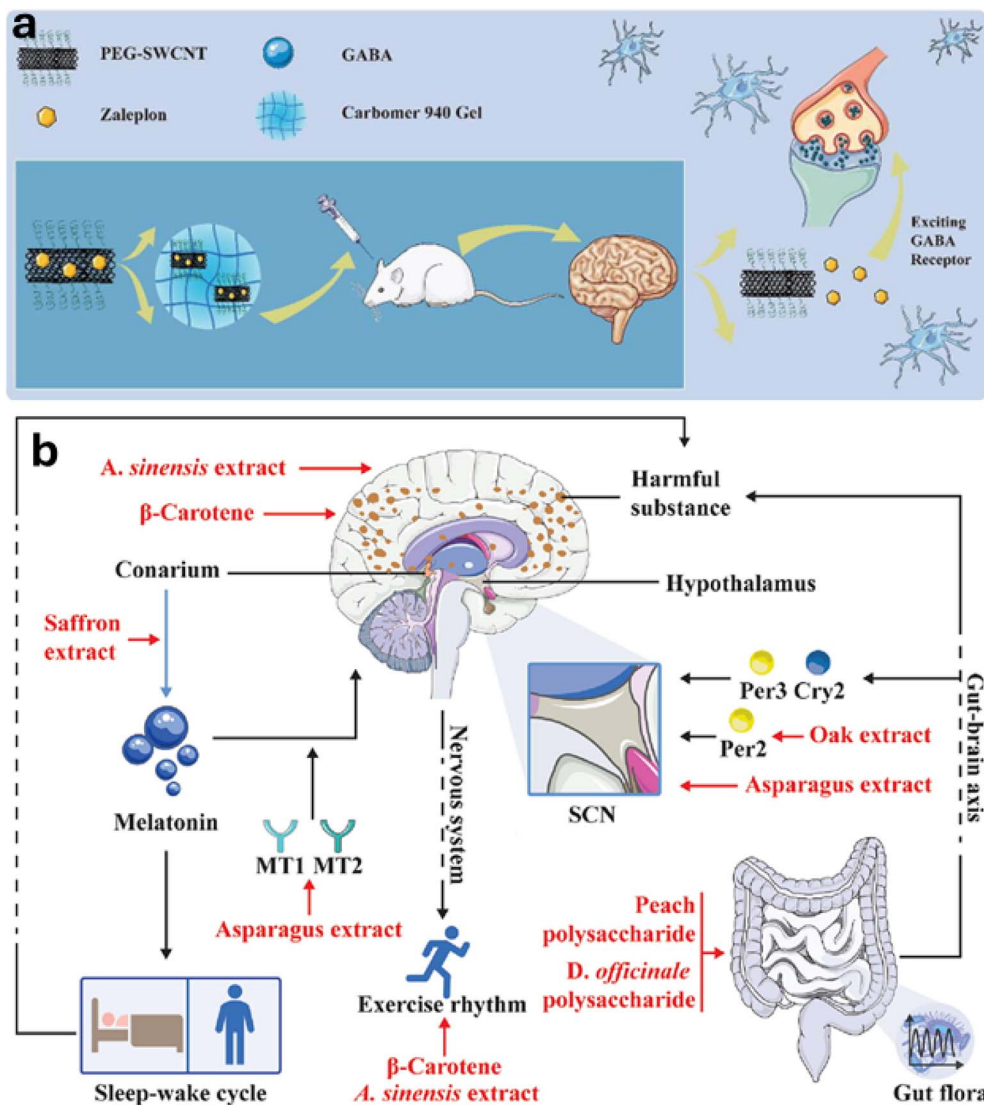 a
PEG-SWCNT
GABA
Zaleplon
Carbomer 940 Gel
Exciting
GABA
Receptor
b
A. sinensis extract
β-Carotene
Conarium
Saffron
extract
Melatonin
MT1 MT2
Asparagus extract
Sleep-wake cycle
Nervous system
Exercise rhythm
β-Carotene
A. sinensis extract
Harmful
substance
Hypothalamus
Per3 Cry2
Per2
Oak extract
Asparagus extract
SCN
Gut-brain axis
Peach
polysaccharide
D. officinale
polysaccharide
Gut flora